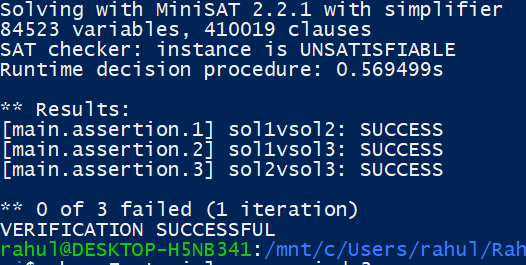 Solving with MiniSAT 2.2.1 with simplifier
84523 variables, 410019 clauses
SAT checker: instance is UNSATISFIABLE
Runtime decision procedure: 0.569499s
** Results:
[main.assertion.1] sol1vsol2: SUCCESS
[main.assertion.2] sol1vsol3: SUCCESS
[main.assertion.3] sol2vsol3: SUCCESS
** 0 of 3 failed (1 iteration)
VERIFICATION SUCCESSFUL
rahul@DESKTOP-H5NB341:/mnt/c/Users/rahul/Rah